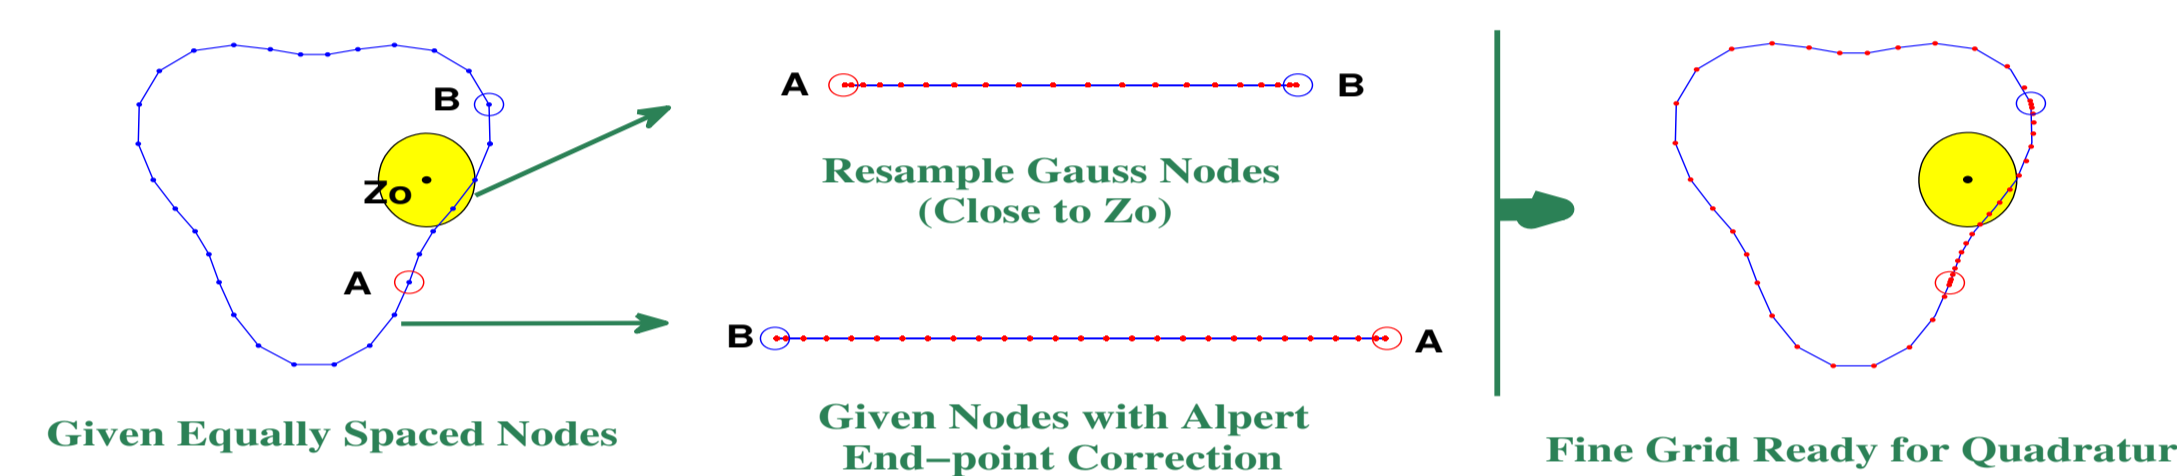 B
Zo
A
Given Equally Spaced Nodes
A B
Resample Gauss Nodes
(Close to Zo)
B A
Given Nodes with Alpert
End–point Correction
Fine Grid Ready for Quadratur